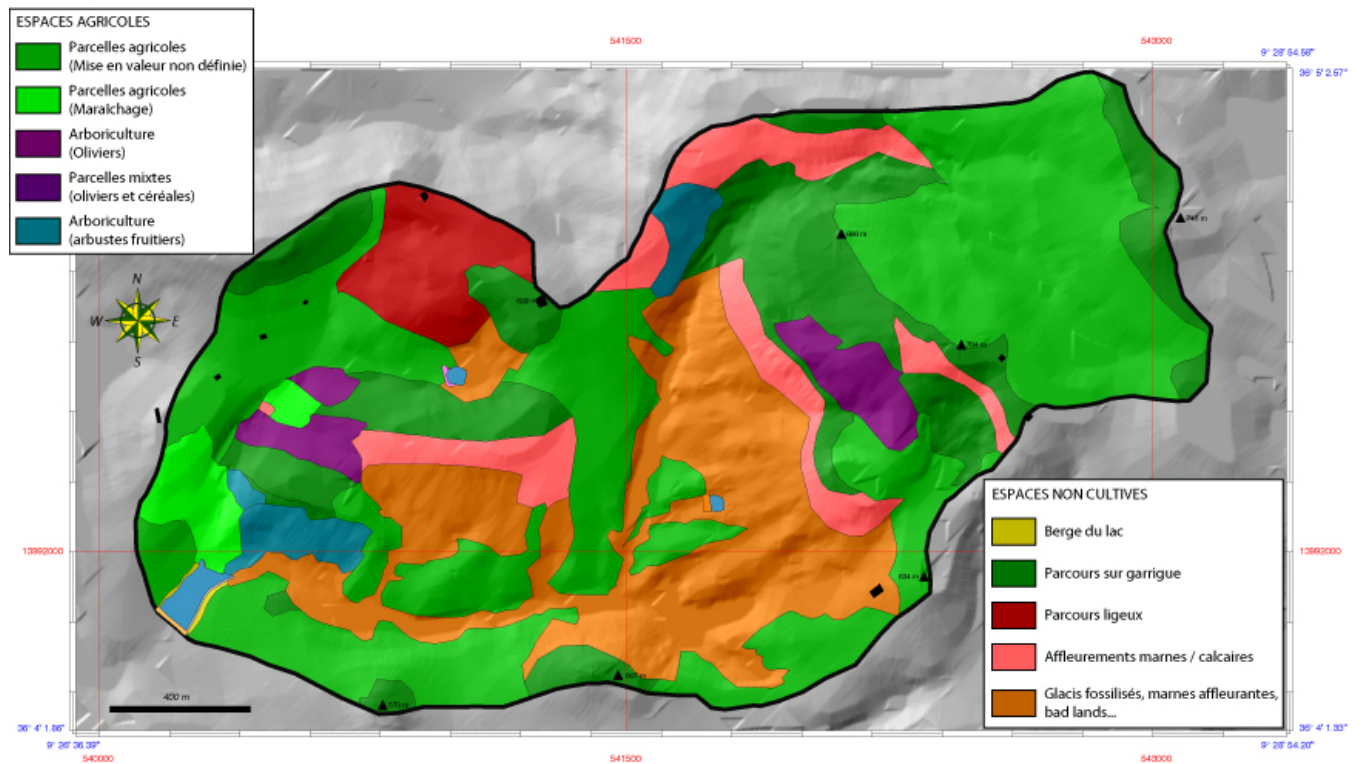 ESPACES AGRICOLES
Parcelles agricoles
(Mise en valeur non définie)
Parcelles agricoles
(Maraîchage)
Arboriculture
(Oliviers)
Parcelles mixtes
(oliviers et céréales)
Arboriculture
(arbustes fruitiers)
541500
543000
9° 28' 54.58"
36° 5' 2.57"
N
W
E
S
794 m
634 m
13992000
13992000
ESPACES NON CULTIVES
Berge du lac
Parcours sur garrigue
Parcours ligeux
Affleurements marnes / calcaires
Glacis fossilisés, marnes affleurantes,
bad lands...
400 m
36° 4' 1.86"
9° 26' 36.39"
540000
541500
543000
36° 4' 1.33"
9° 28' 54.20"